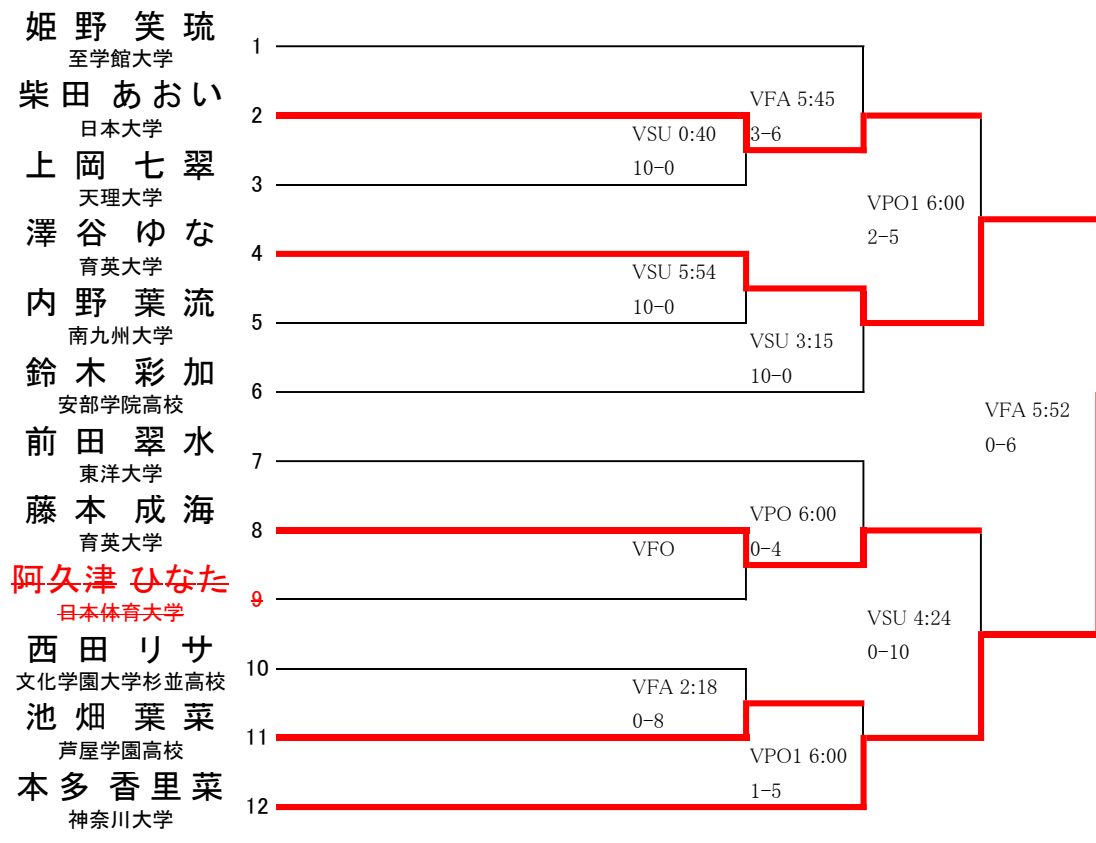 姫野 笑琉
至学館大学
1
柴田 あおい
日本大学
2
上岡 七翠
天理大学
3
澤谷 ゆな
育英大学
4
内野 葉流
南九州大学
5
鈴木 彩加
安部学院高校
6
前田 翠水
東洋大学
7
藤本 成海
育英大学
8
阿久津 ひなた
日本体育大学
9
西田 リサ
文化学園大学杉並高校
10
池畑 葉菜
芦屋学園高校
11
本多 香里菜
神奈川大学
12
VSU 0:40
10-0
VSU 5:54
10-0
VFO
VFA 2:18
0-8
VFA 5:45
3-6
VSU 3:15
10-0
VPO 6:00
0-4
VPO1 6:00
1-5
VPO1 6:00
2-5
VSU 4:24
0-10
VFA 5:52
0-6